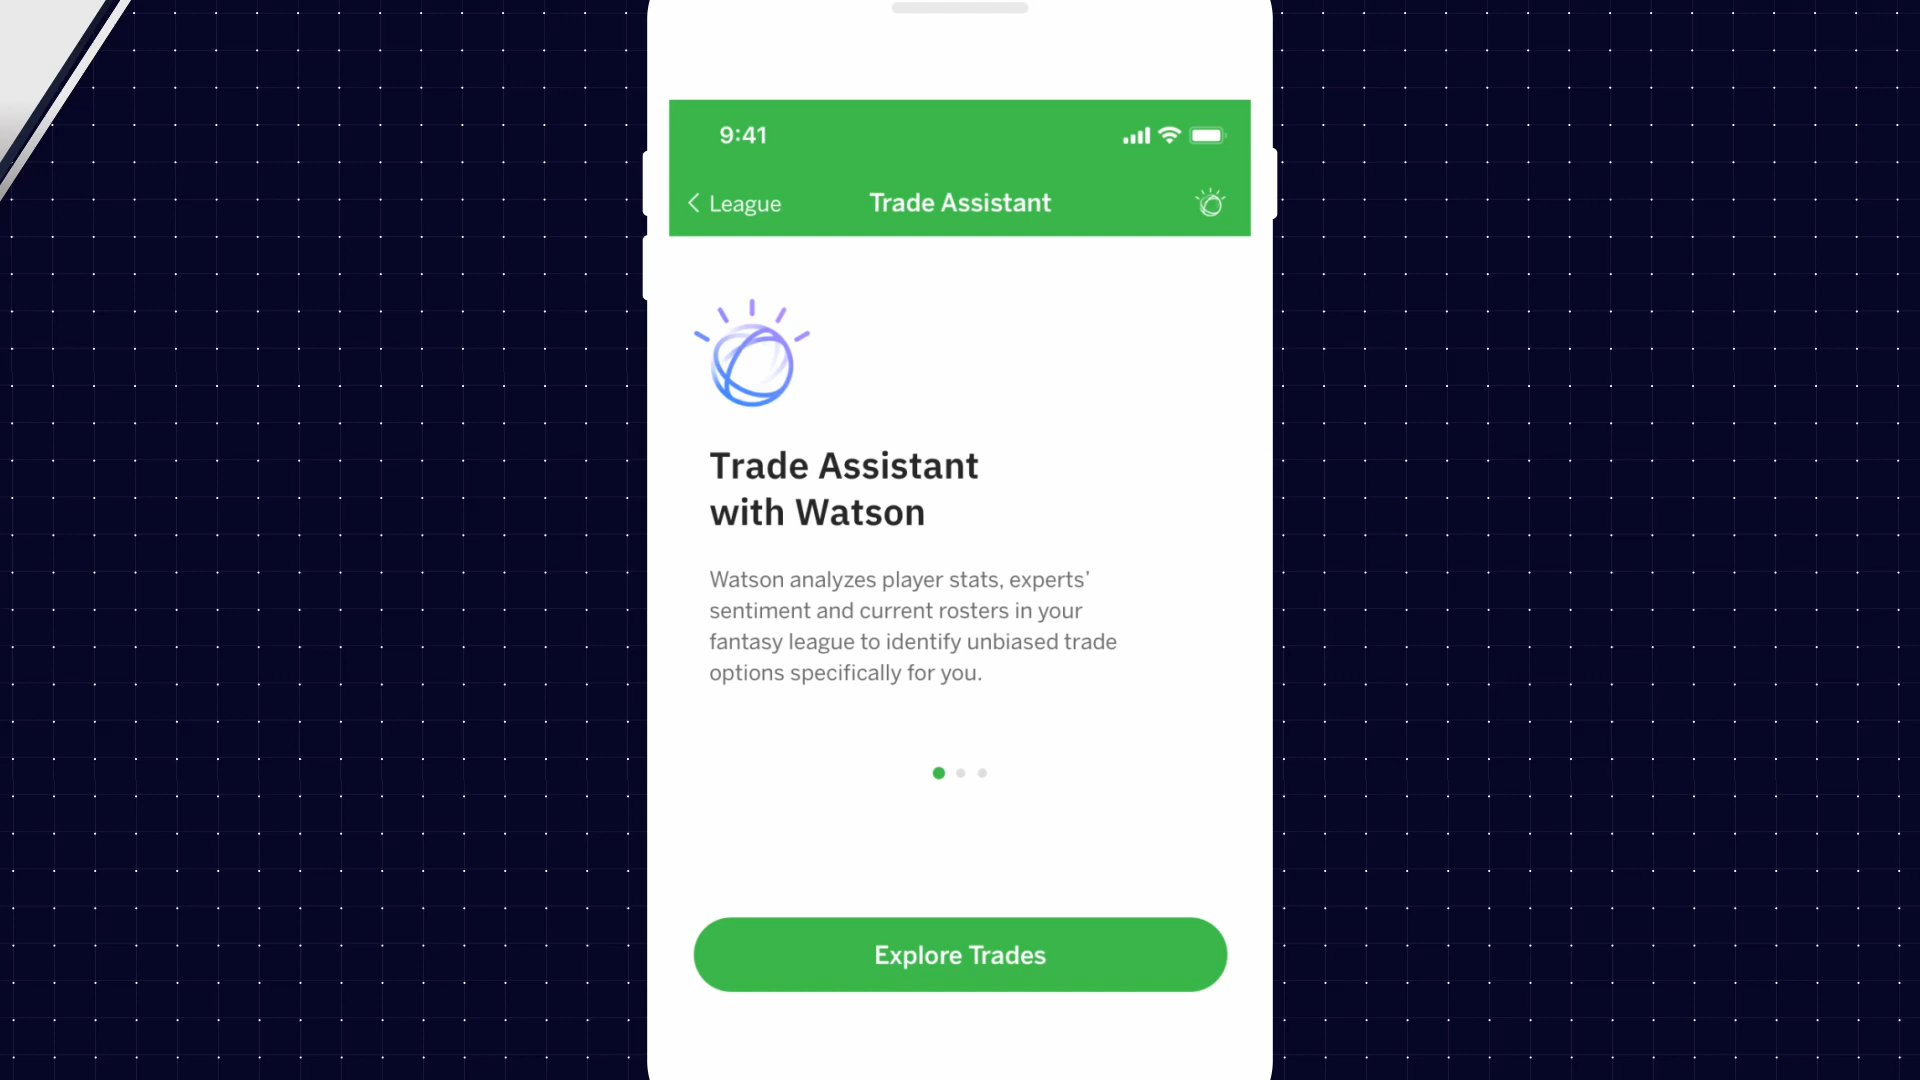 9:41
League
Trade Assistant
Trade Assistant
with Watson
Watson analyzes player stats, experts’
sentiment and current rosters in your
fantasy league to identify unbiased trade
options specifically for you.
Explore Trades